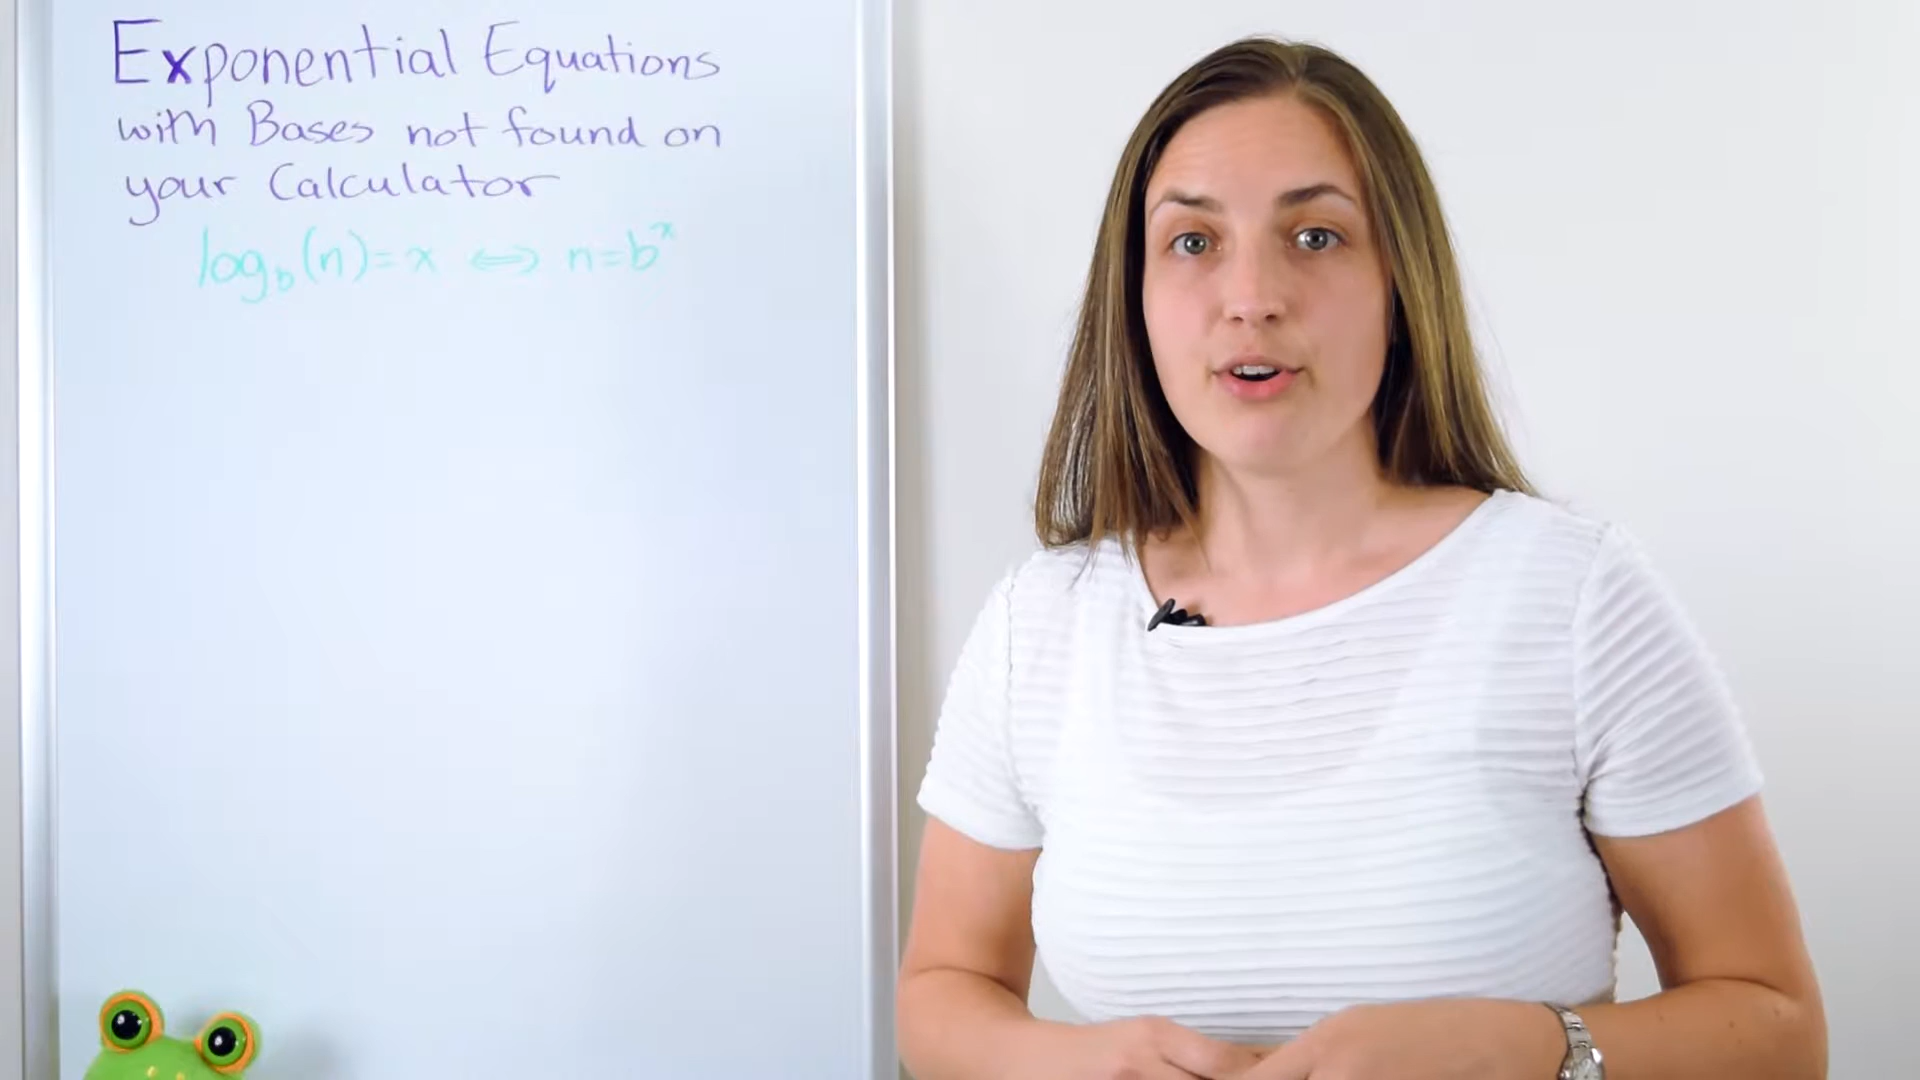 Exponential Equations
with Bases not found on
your Calculator
log_b(n)=x ⟺ n=b^x